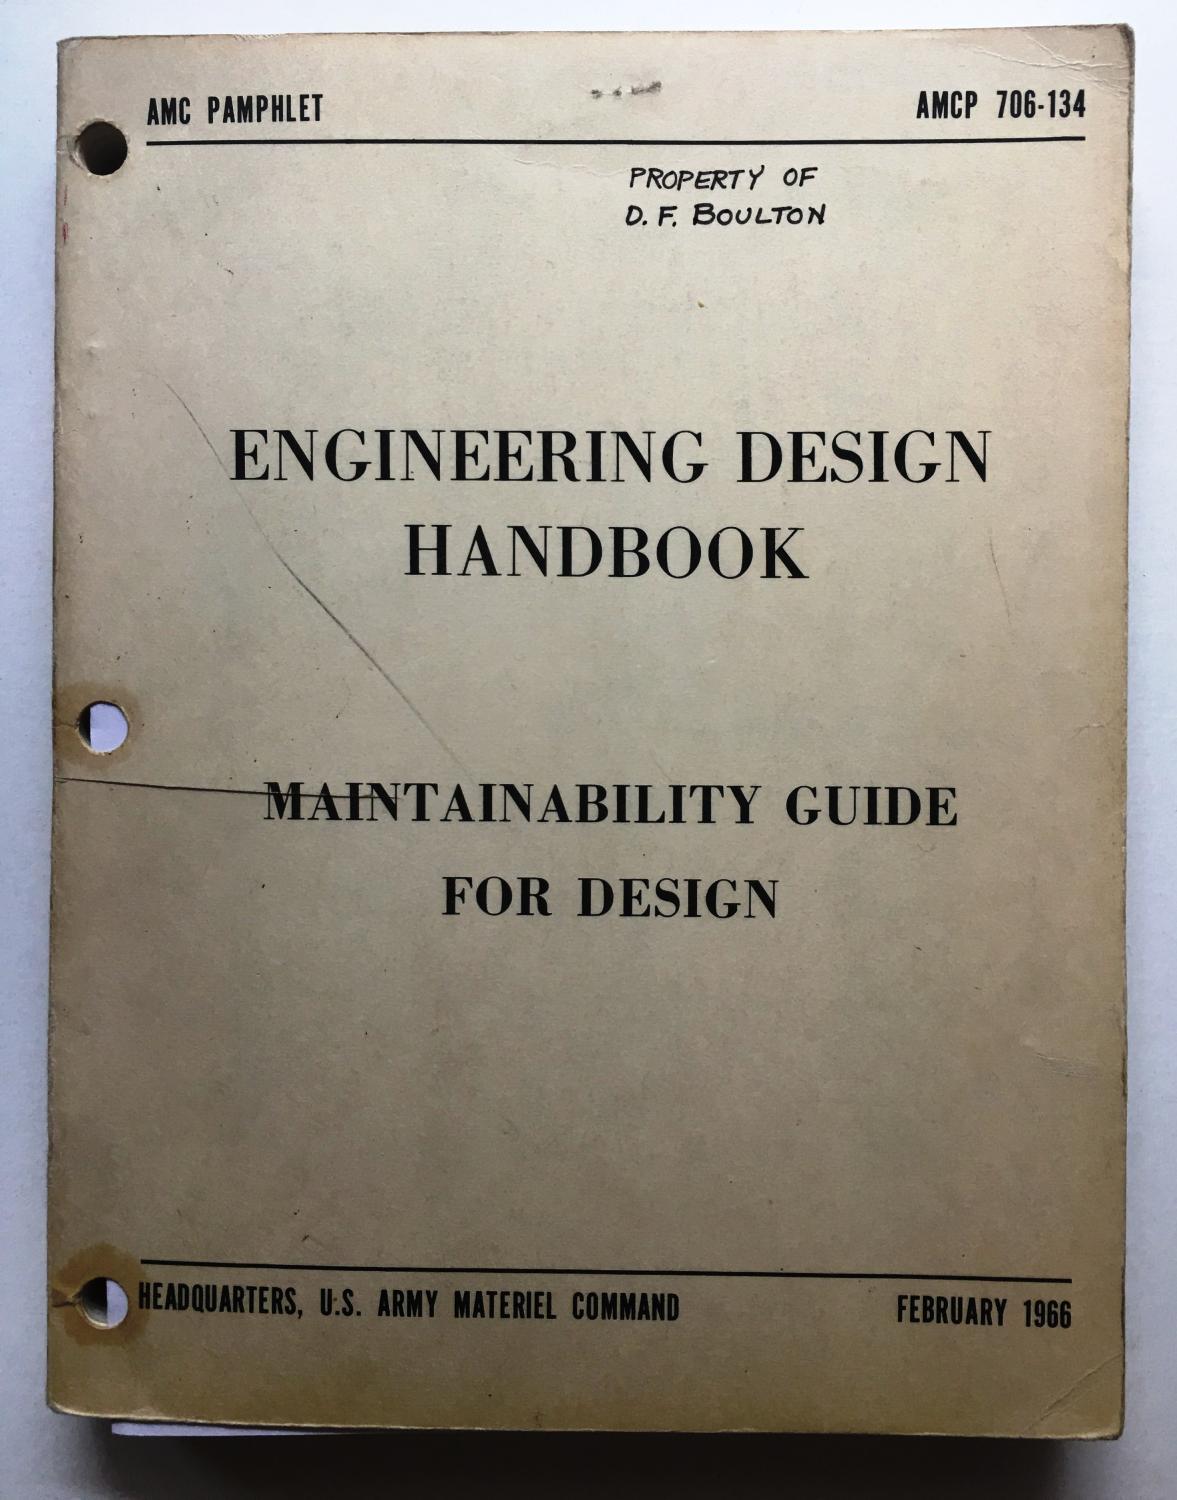 AMC PAMPHLET AMCP 706-134
PROPERTY OF
D. F. BOULTON
ENGINEERING DESIGN
HANDBOOK
MAINTAINABILITY GUIDE
FOR DESIGN
HEADQUARTERS, U.S. ARMY MATERIEL COMMAND FEBRUARY 1966